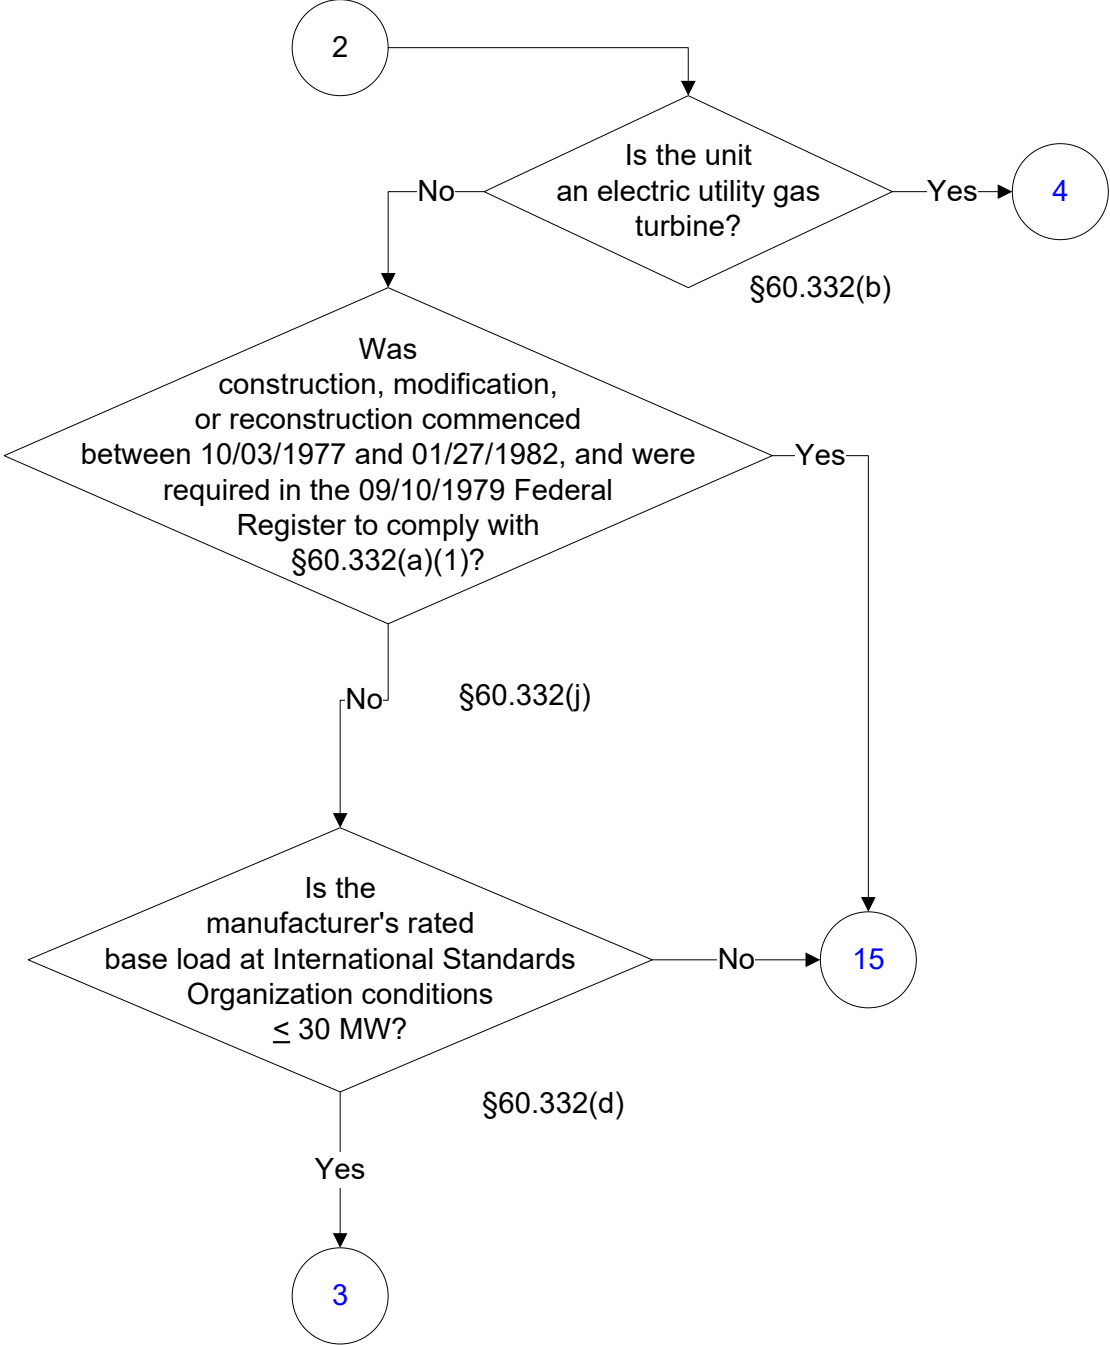 2
Is the unit
an electric utility gas
turbine?
No
Yes
4
§60.332(b)
Was
construction, modification,
or reconstruction commenced
between 10/03/1977 and 01/27/1982, and were
required in the 09/10/1979 Federal
Register to comply with
§60.332(a)(1)?
Yes
No
§60.332(j)
Is the
manufacturer's rated
base load at International Standards
Organization conditions
≤ 30 MW?
No
15
§60.332(d)
Yes
3